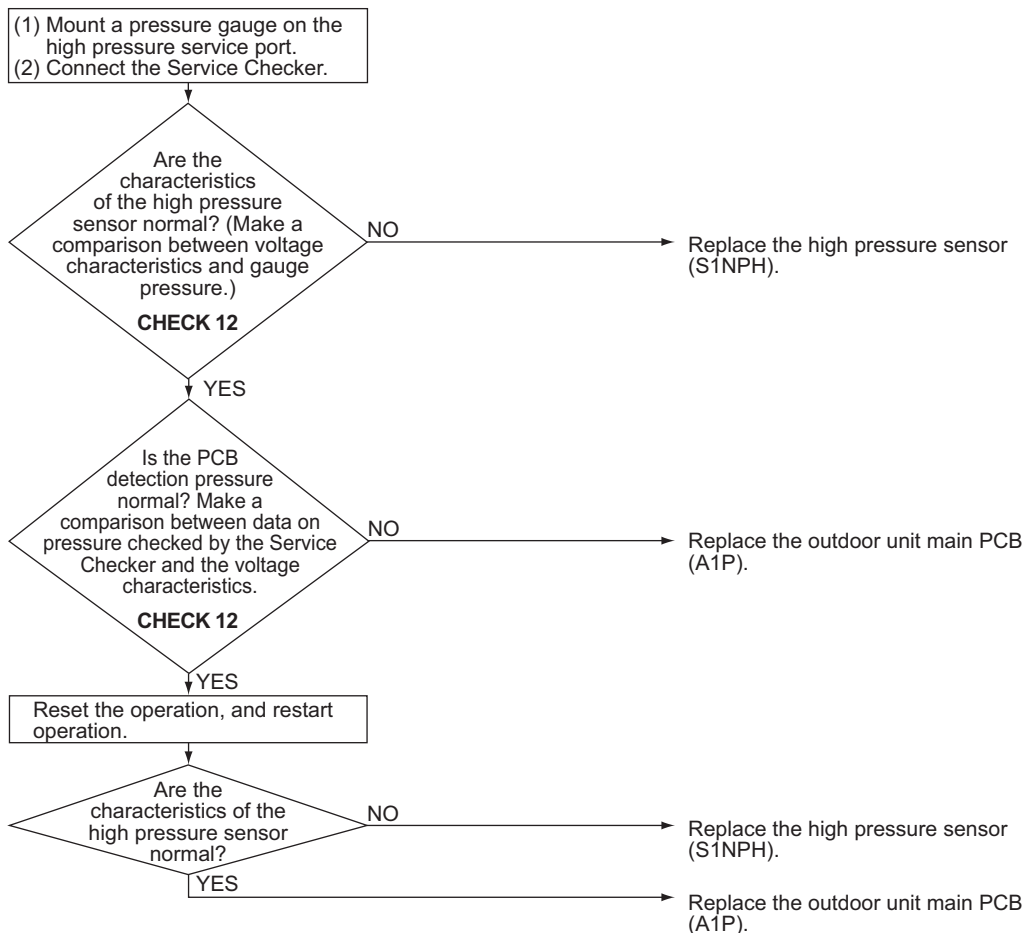 (1) Mount a pressure gauge on the
high pressure service port.
(2) Connect the Service Checker.
Are the
characteristics
of the high pressure
sensor normal? (Make a
comparison between voltage
characteristics and gauge
pressure.)
CHECK 12
NO
Replace the high pressure sensor
(S1NPH).
YES
Is the PCB
detection pressure
normal? Make a
comparison between data on
pressure checked by the Service
Checker and the voltage
characteristics.
CHECK 12
NO
Replace the outdoor unit main PCB
(A1P).
YES
Reset the operation, and restart
operation.
Are the
characteristics of the
high pressure sensor
normal?
NO
Replace the high pressure sensor
(S1NPH).
YES
Replace the outdoor unit main PCB
(A1P).